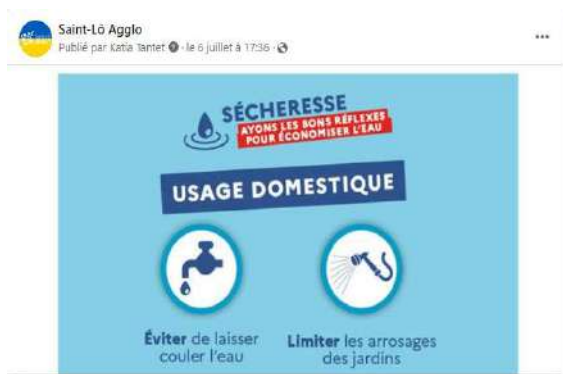 Saint-Lô Agglo
Publié par Katia Tantet · le 6 juillet à 17:36 ·
SÉCHERESSE
AYONS LES BONS RÉFLEXES
POUR ÉCONOMISER L'EAU
USAGE DOMESTIQUE
Éviter de laisser
couler l'eau
Limiter les arrosages
des jardins